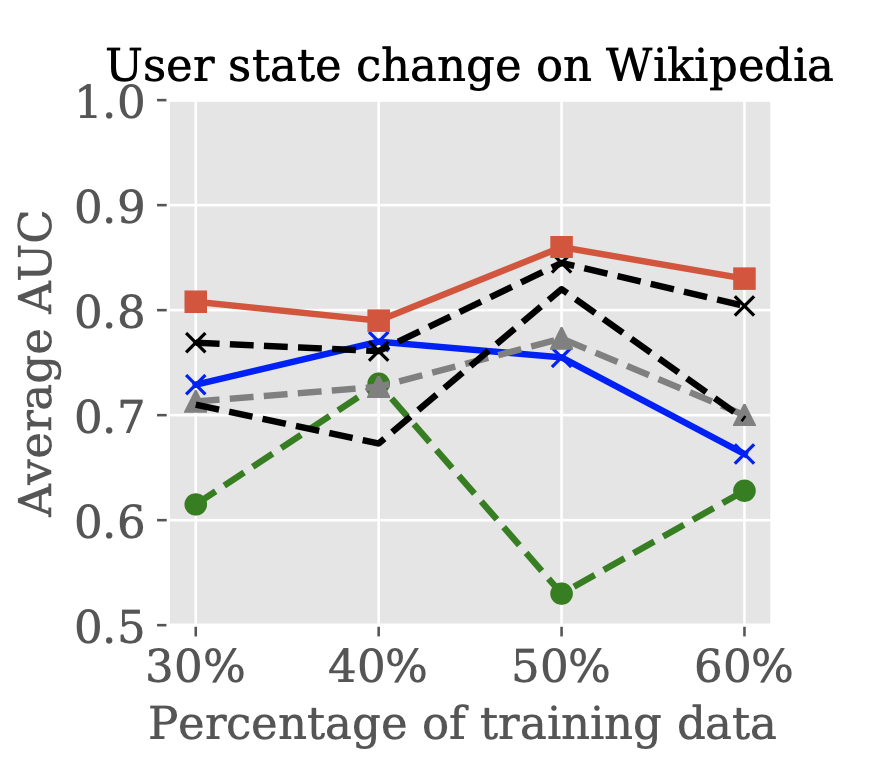 User state change on Wikipedia
1.0
0.9
0.8
0.7
0.6
0.5
Average AUC
30% 40% 50% 60%
Percentage of training data